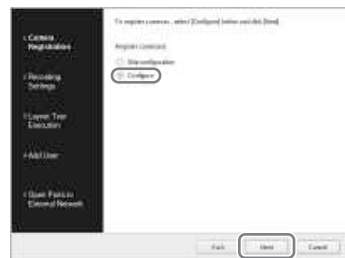 To register cameras, select [Configure] below and click [Next].
Camera
Registration
Register cameras
Skip configuration
Configure
Recording
Settings
Layout Tour
Execution
Add User
Open Ports to
External Network
Back
Next
Cancel